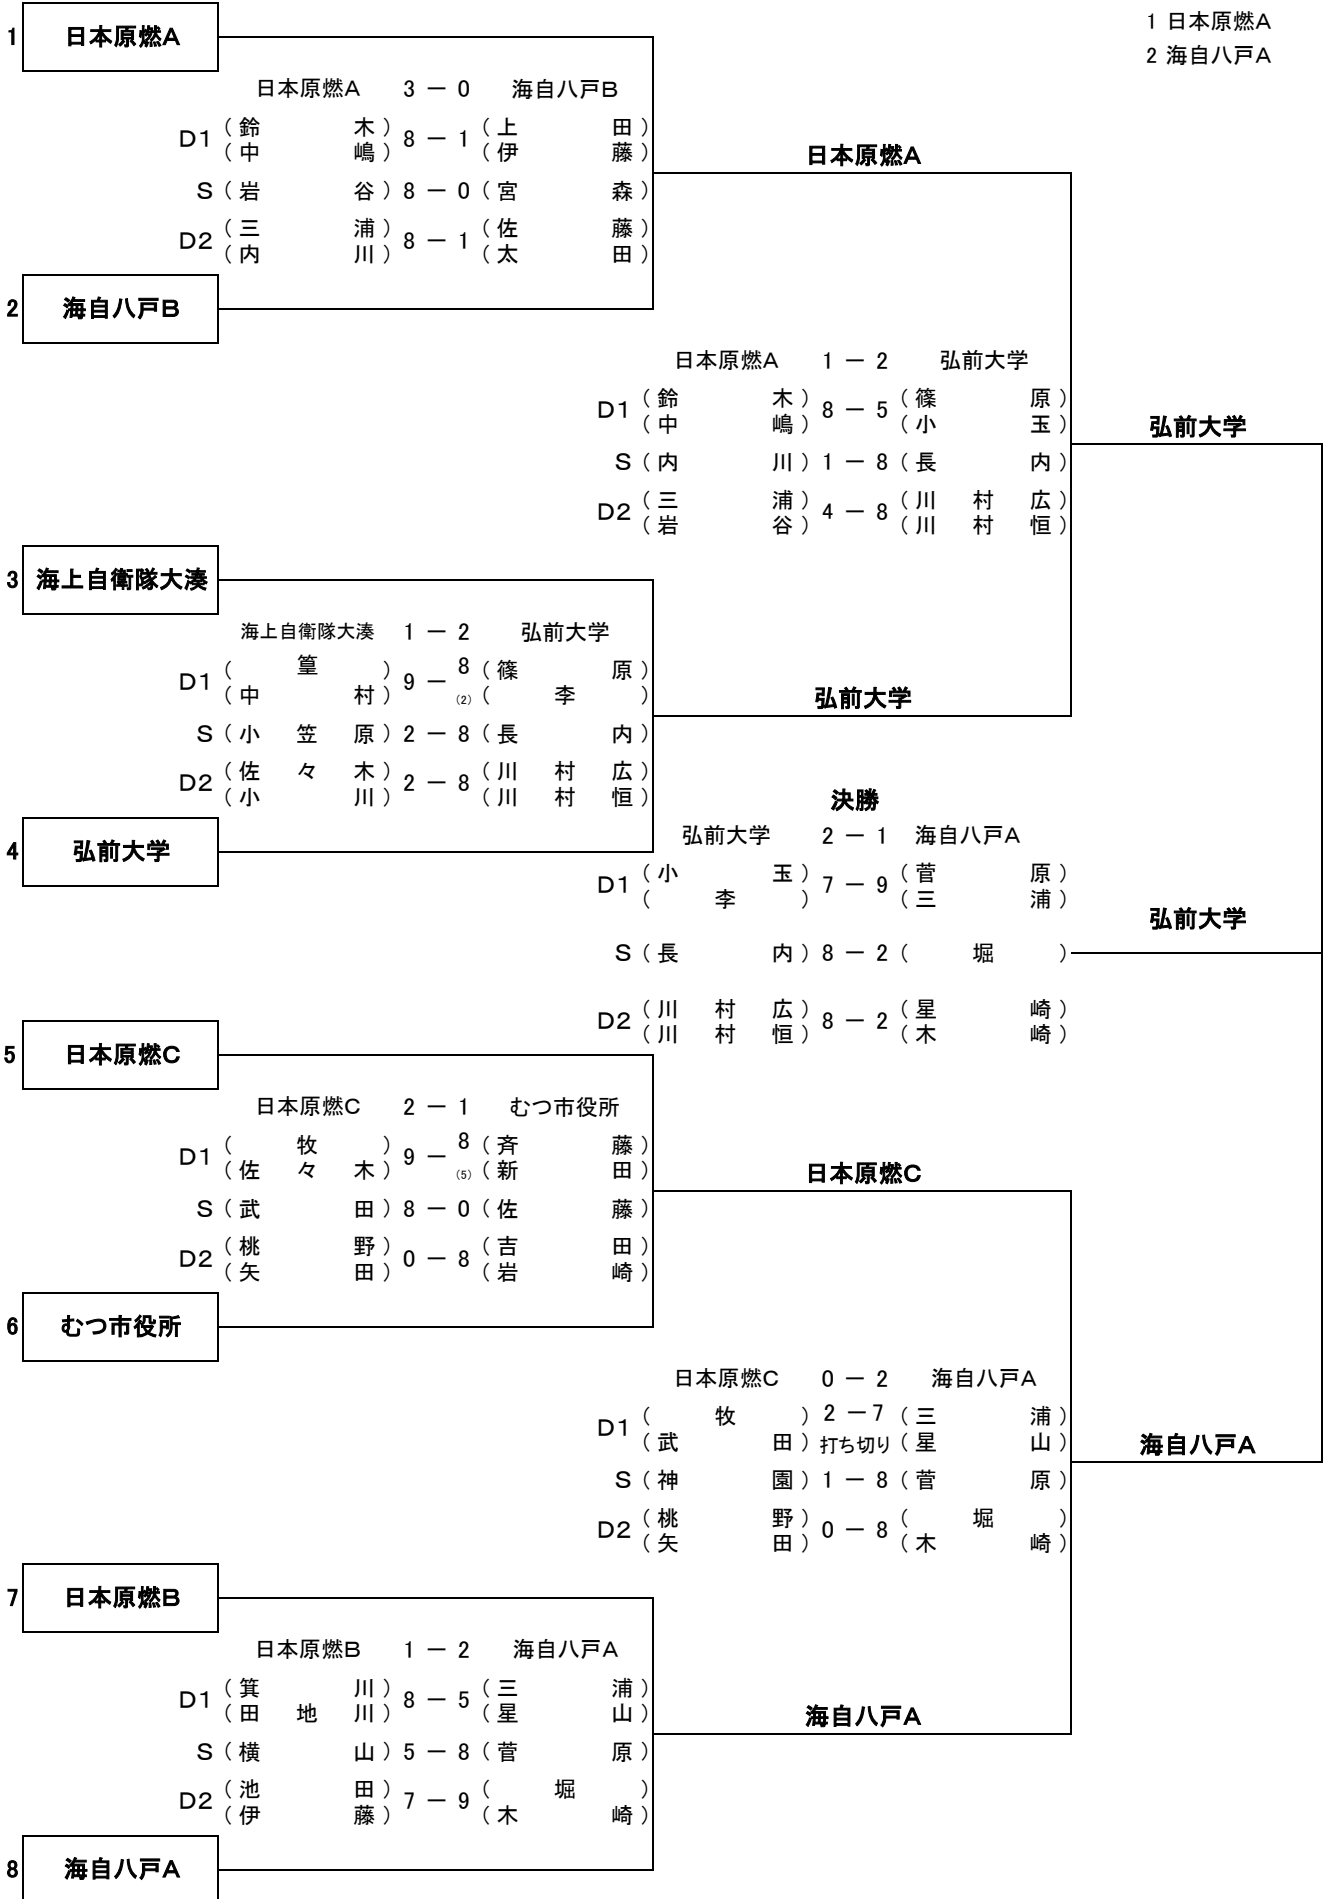 1 日本原燃A
2 海自八戸A
1 日本原燃A
日本原燃A 3 － 0 海自八戸B
D1 (鈴木) 8 － 1 (上田)
(中嶋) (伊藤)
S (岩谷) 8 － 0 (宮森)
D2 (三浦) 8 － 1 (佐藤)
(内川) (太田)
日本原燃A
2 海自八戸B
日本原燃A 1 － 2 弘前大学
D1 (鈴木) 8 － 5 (篠原)
(中嶋) (小玉)
S (内川) 1 － 8 (長内)
D2 (三浦) 4 － 8 (川村広)
(岩谷) (川村恒)
弘前大学
3 海上自衛隊大湊
海上自衛隊大湊 1 － 2 弘前大学
D1 (篁) 9 － 8 (篠原)
(中村) (2) (李)
S (小笠原) 2 － 8 (長内)
D2 (佐々木) 2 － 8 (川村広)
(小川) (川村恒)
弘前大学
4 弘前大学
決勝
弘前大学 2 － 1 海自八戸A
D1 (小玉) 7 － 9 (菅原)
(李) (三浦)
S (長内) 8 － 2 (堀)
D2 (川村広) 8 － 2 (星崎)
(川村恒) (木崎)
弘前大学
5 日本原燃C
日本原燃C 2 － 1 むつ市役所
D1 (牧) 9 － 8 (斉藤)
(佐々木) (5) (新田)
S (武田) 8 － 0 (佐藤)
D2 (桃野) 0 － 8 (吉田)
(矢田) (岩崎)
日本原燃C
6 むつ市役所
日本原燃C 0 － 2 海自八戸A
D1 (牧) 2 －7 (三浦)
(武田) 打ち切り (星山)
S (神園) 1 － 8 (菅原)
D2 (桃野) 0 － 8 (堀)
(矢田) (木崎)
海自八戸A
7 日本原燃B
日本原燃B 1 － 2 海自八戸A
D1 (箕川) 8 － 5 (三浦)
(田地川) (星山)
S (横山) 5 － 8 (菅原)
D2 (池田) 7 － 9 (堀)
(伊藤) (木崎)
海自八戸A
8 海自八戸A